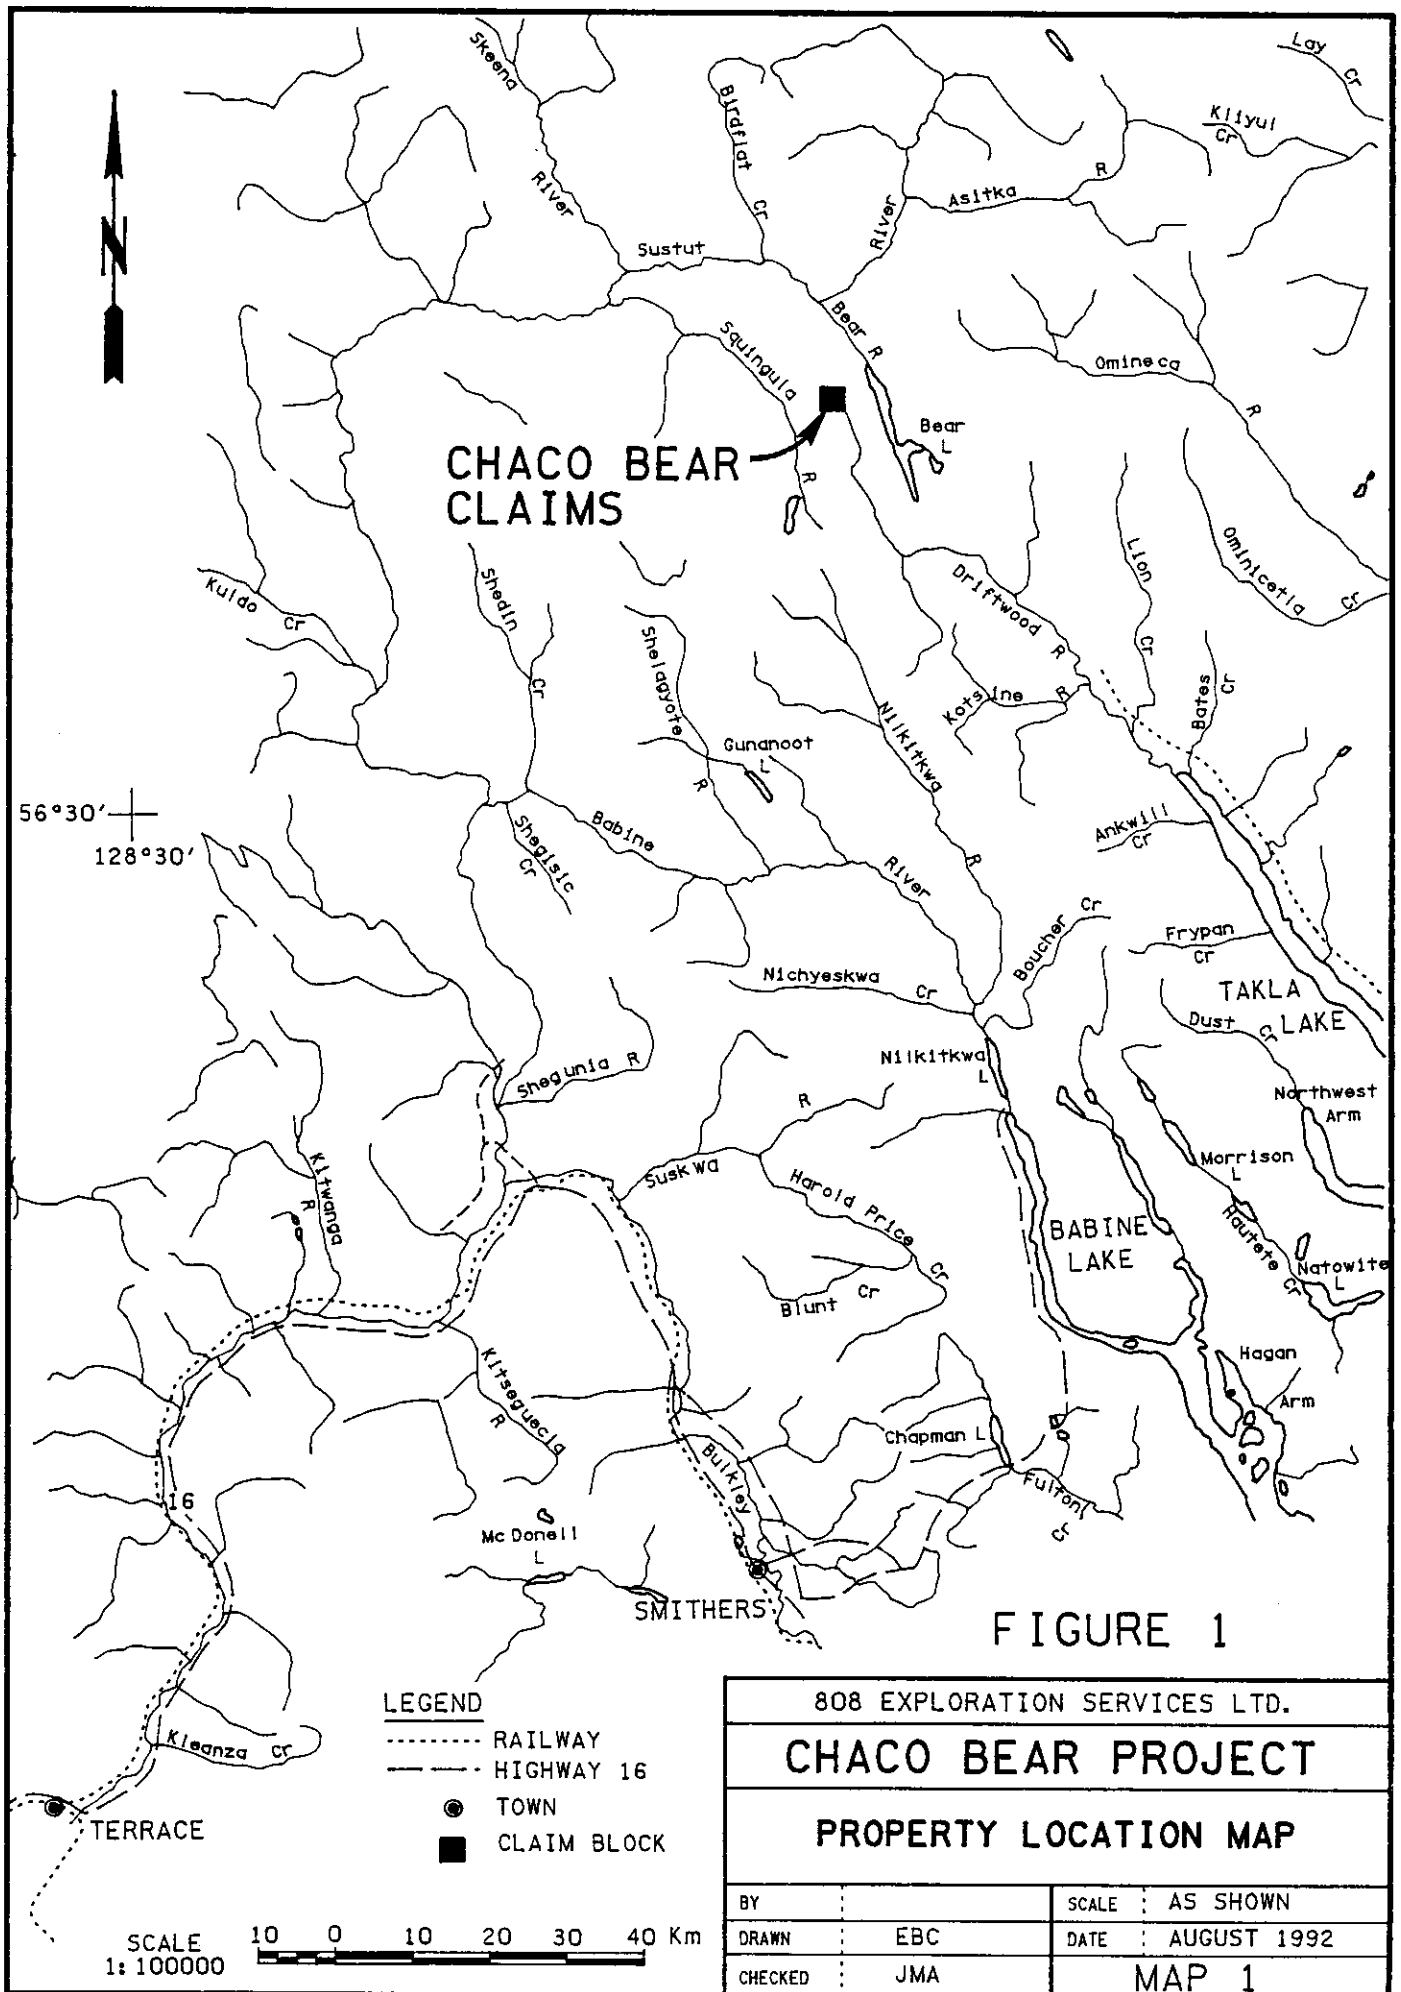 Skeena
River
Birdflat
Cr
Lay
Cr
Kliyul
Cr
Asitka
R
River
Sustut
N
Bear R
Squingula
R
Omineca
R
Bear
L
CHACO BEAR
CLAIMS
Ominicetla
Cr
Lion
Cr
Driftwood
R
Kuldo
Cr
Shedin
Cr
Shelagyote
R
Bates
Cr
Kotsine
R
Nilkitkwa
R
Gunanoot
L
56°30'
128°30'
Babine
River
Shegisic
Cr
Ankwill
Cr
Boucher
Cr
Frypan
Cr
Nichyeskwa
Cr
TAKLA
LAKE
Dust
Cr
Nilkitkwa
L
Shegunia R
Northwest
Arm
R
Suskwa
Morrison
L
Kitwanga
R
Harold Price
Cr
BABINE
LAKE
Hautete Cr
Natowite
L
Blunt
Cr
Hagan
Arm
Kitseguecla
R
Chapman L
Bulkley
Fulton
Cr
16
McDonell
L
SMITHERS
FIGURE 1
Kleanza Cr
TERRACE
LEGEND
RAILWAY
HIGHWAY 16
TOWN
CLAIM BLOCK
SCALE
1:100000
10 0 10 20 30 40 Km
808 EXPLORATION SERVICES LTD.
CHACO BEAR PROJECT
PROPERTY LOCATION MAP
BY
SCALE : AS SHOWN
DRAWN EBC
DATE : AUGUST 1992
CHECKED : JMA
MAP 1